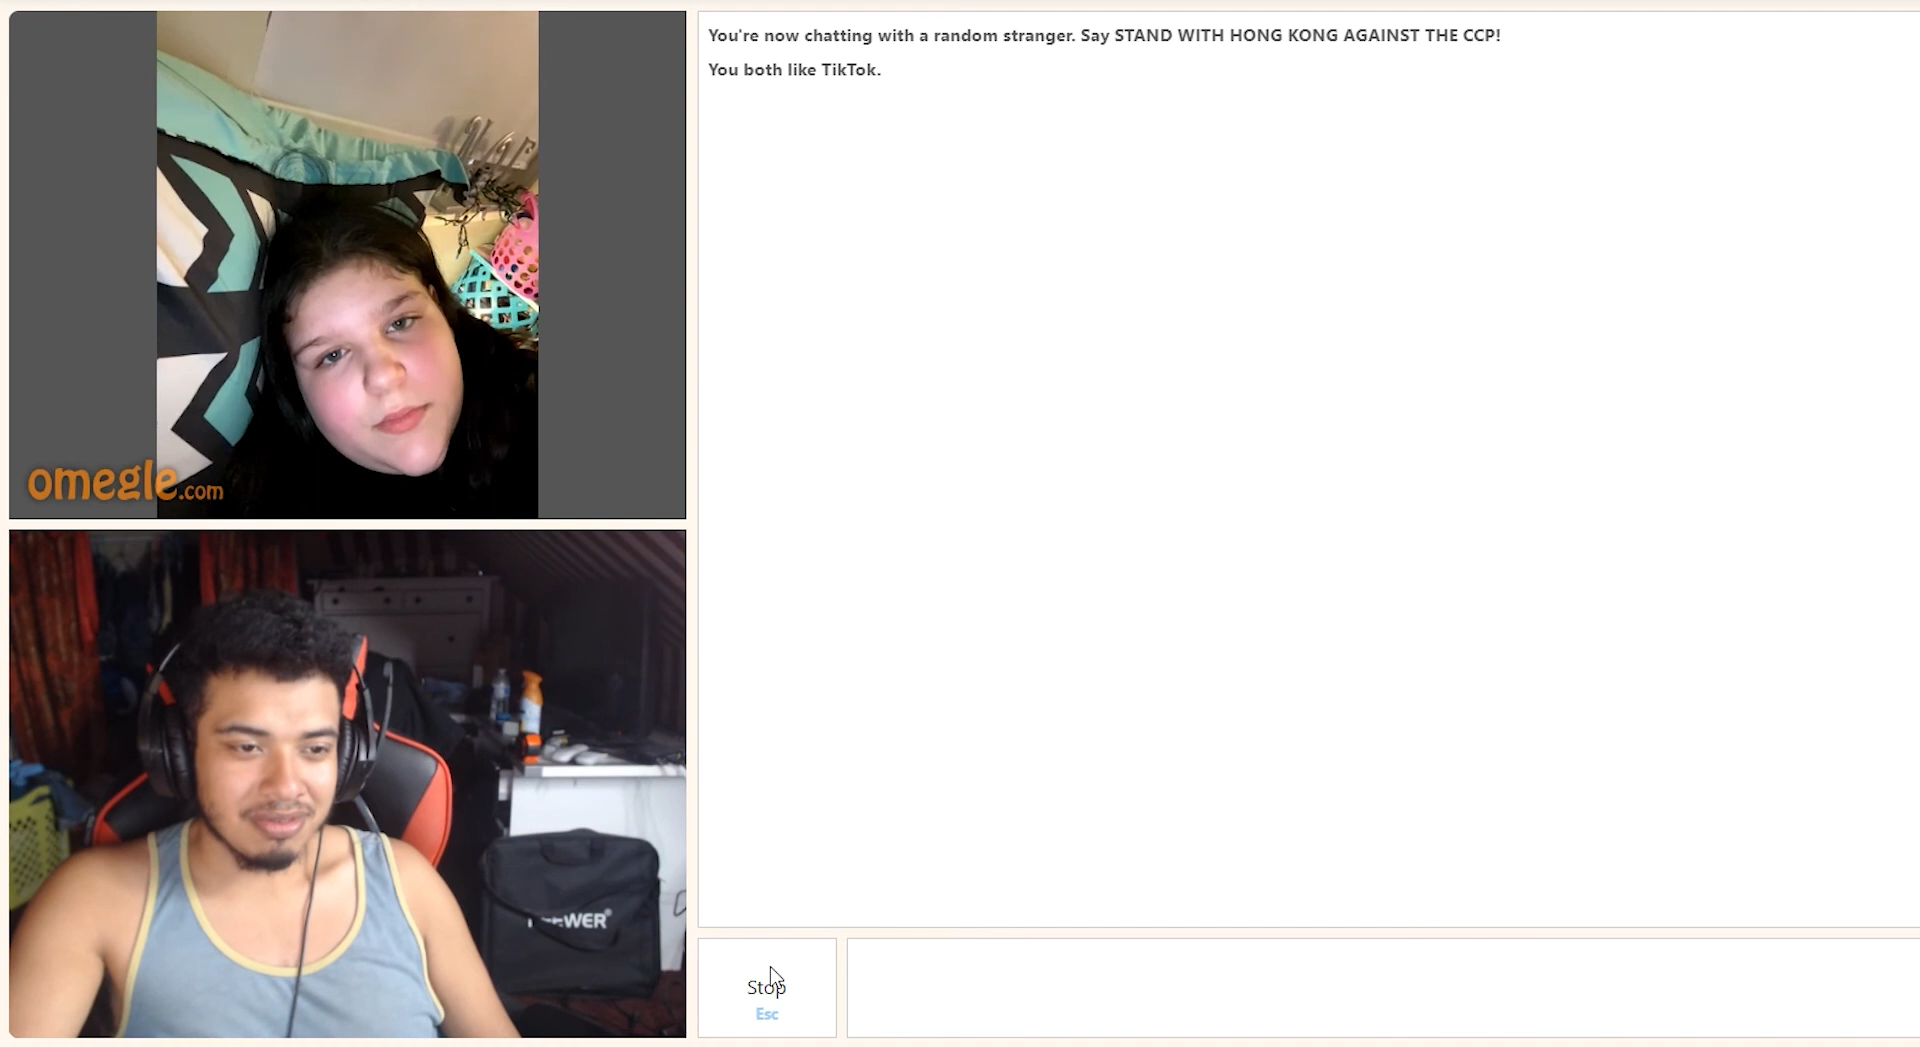 You're now chatting with a random stranger. Say STAND WITH HONG KONG AGAINST THE CCP!
You both like TikTok.
omegle.com
WER®
Stop
Esc